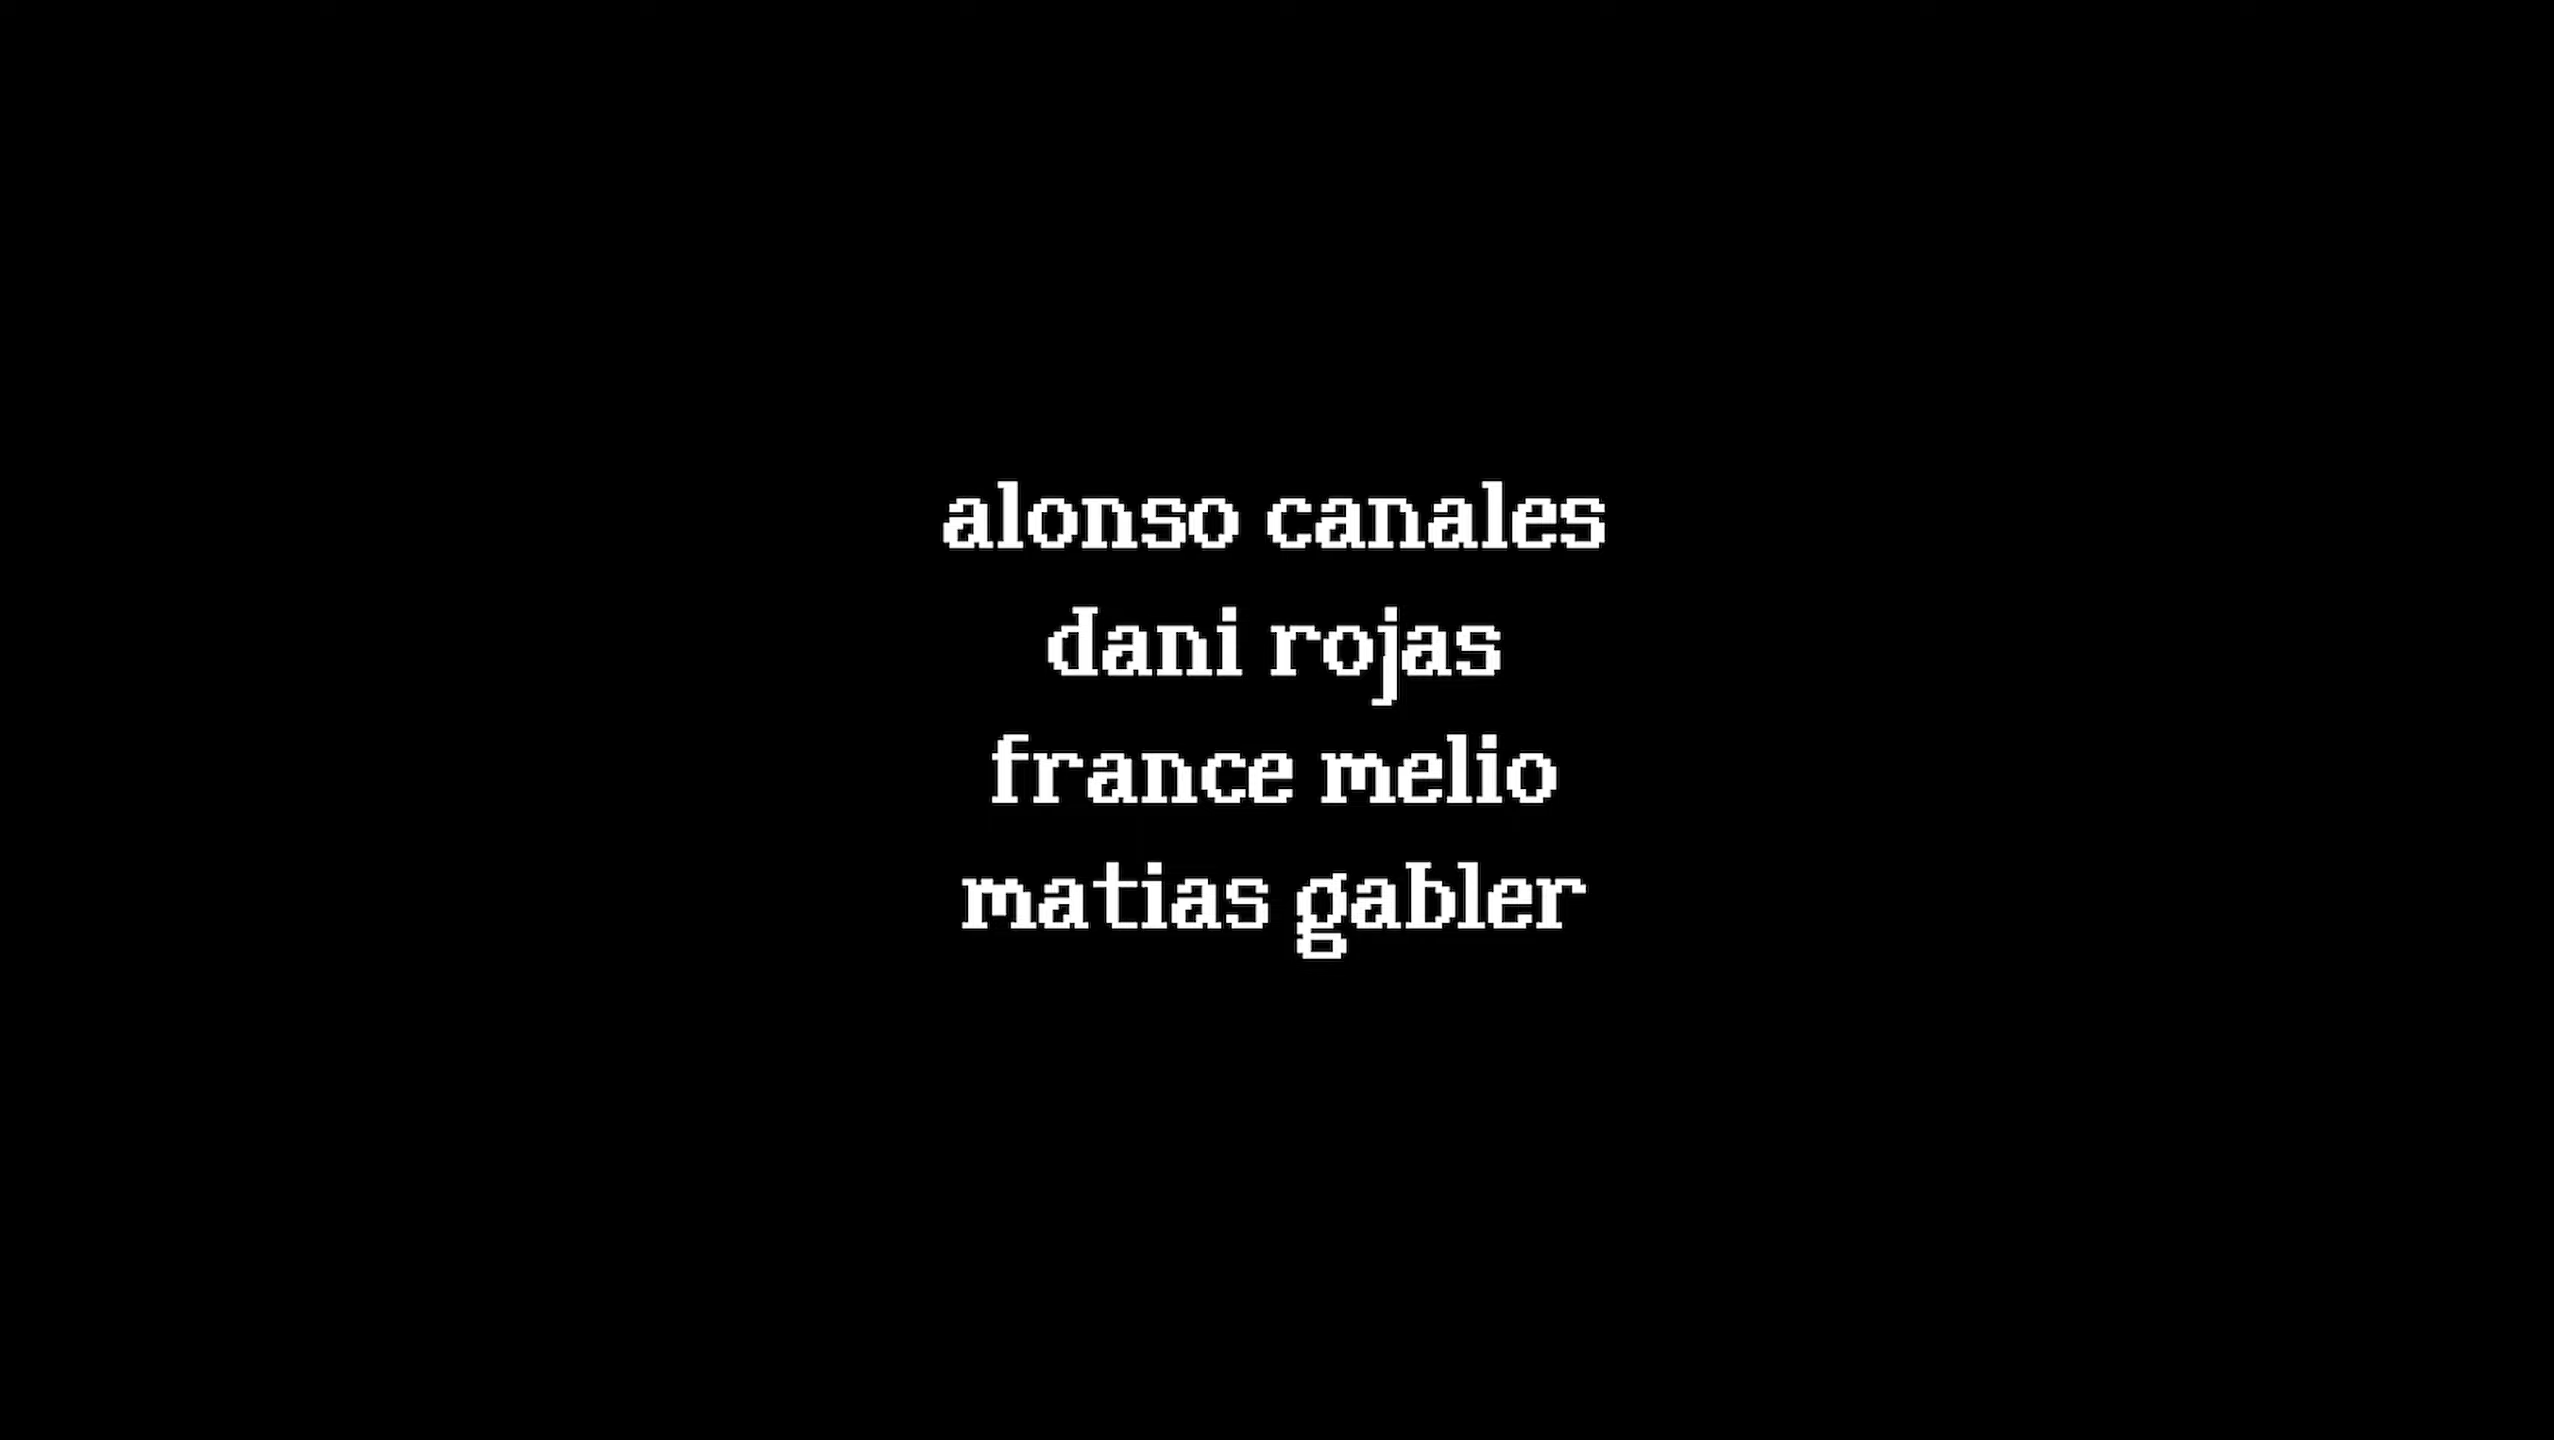 alonso canales
dani rojas
france melio
matias gabler